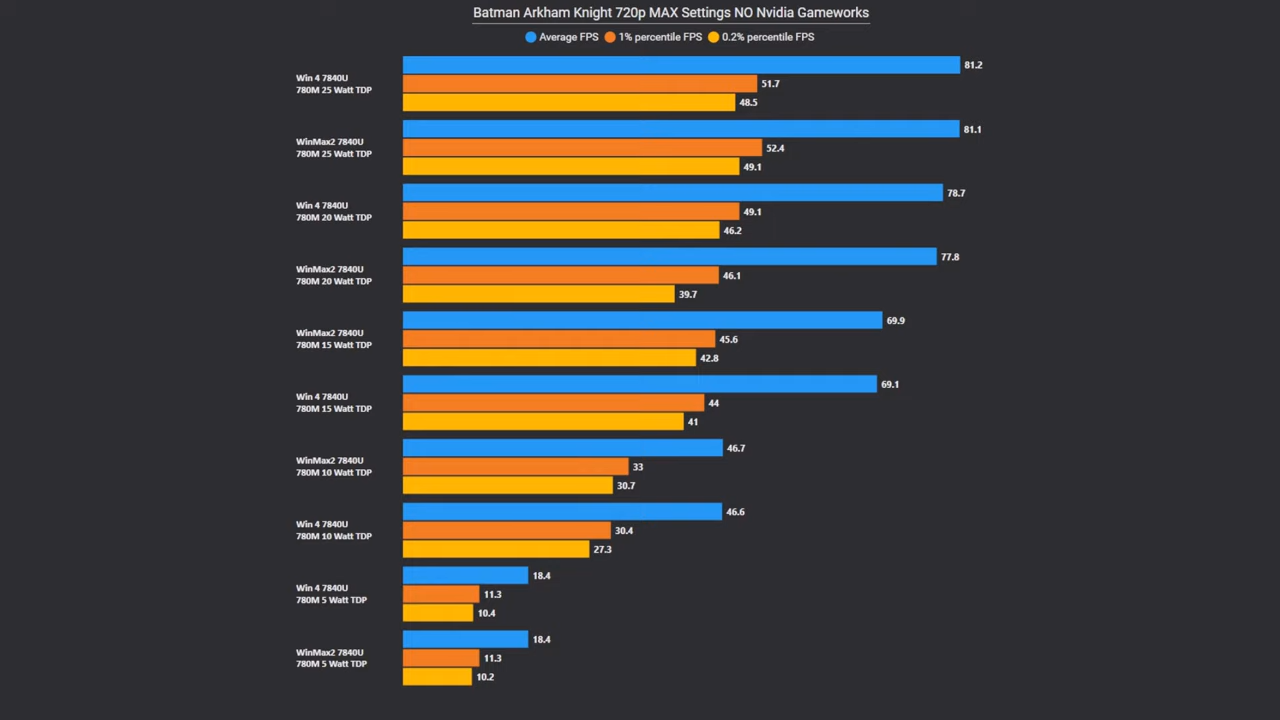 Batman Arkham Knight 720p MAX Settings NO Nvidia Gameworks
Average FPS 1% percentile FPS 0.2% percentile FPS
Win 4 7840U
780M 25 Watt TDP
81.2
51.7
48.5
WinMax2 7840U
780M 25 Watt TDP
81.1
52.4
49.1
Win 4 7840U
780M 20 Watt TDP
78.7
49.1
46.2
WinMax2 7840U
780M 20 Watt TDP
77.8
46.1
39.7
WinMax2 7840U
780M 15 Watt TDP
69.9
45.6
42.8
Win 4 7840U
780M 15 Watt TDP
69.1
44
41
WinMax2 7840U
780M 10 Watt TDP
46.7
33
30.7
Win 4 7840U
780M 10 Watt TDP
46.6
30.4
27.3
Win 4 7840U
780M 5 Watt TDP
18.4
11.3
10.4
WinMax2 7840U
780M 5 Watt TDP
18.4
11.3
10.2